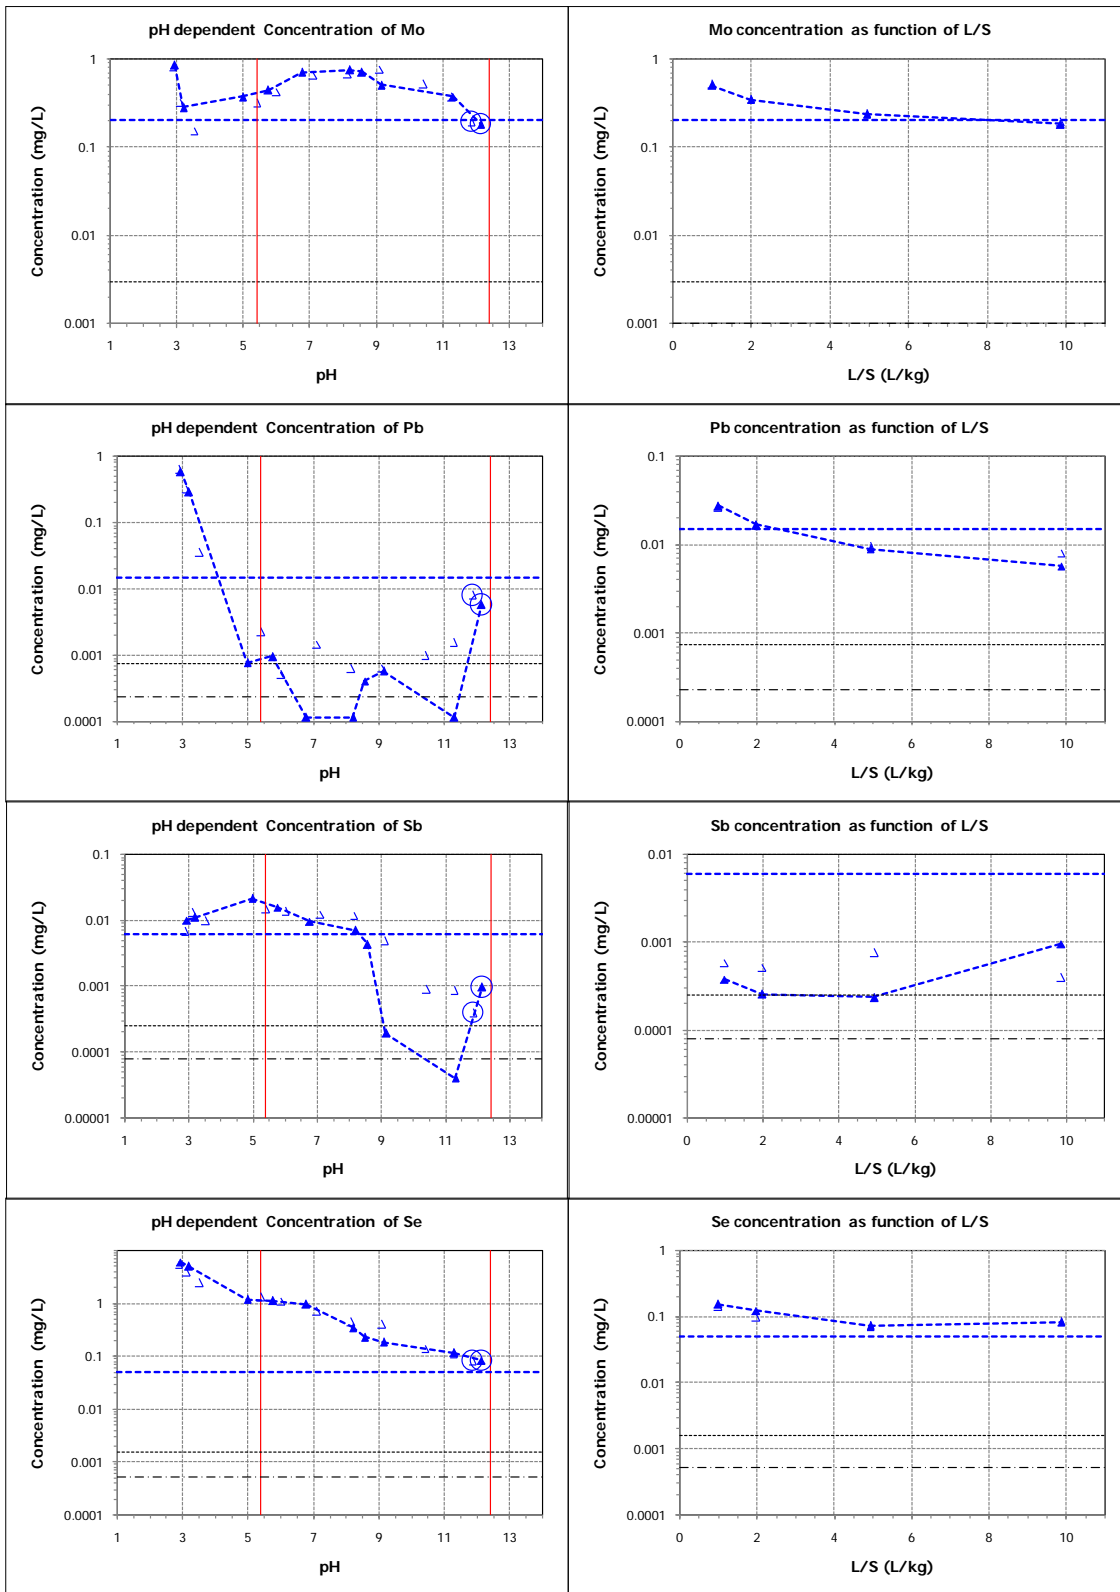 pH dependent Concentration of Mo
Concentration (mg/L)
1
0.1
0.01
0.001
1 3 5 7 9 11 13
pH
Mo concentration as function of L/S
Concentration (mg/L)
1
0.1
0.01
0.001
0 2 4 6 8 10
L/S (L/kg)
pH dependent Concentration of Pb
Concentration (mg/L)
1
0.1
0.01
0.001
0.0001
1 3 5 7 9 11 13
pH
Pb concentration as function of L/S
Concentration (mg/L)
0.1
0.01
0.001
0.0001
0 2 4 6 8 10
L/S (L/kg)
pH dependent Concentration of Sb
Concentration (mg/L)
0.1
0.01
0.001
0.0001
0.00001
1 3 5 7 9 11 13
pH
Sb concentration as function of L/S
Concentration (mg/L)
0.01
0.001
0.0001
0.00001
0 2 4 6 8 10
L/S (L/kg)
pH dependent Concentration of Se
Concentration (mg/L)
1
0.1
0.01
0.001
0.0001
1 3 5 7 9 11 13
pH
Se concentration as function of L/S
Concentration (mg/L)
1
0.1
0.01
0.001
0.0001
0 2 4 6 8 10
L/S (L/kg)